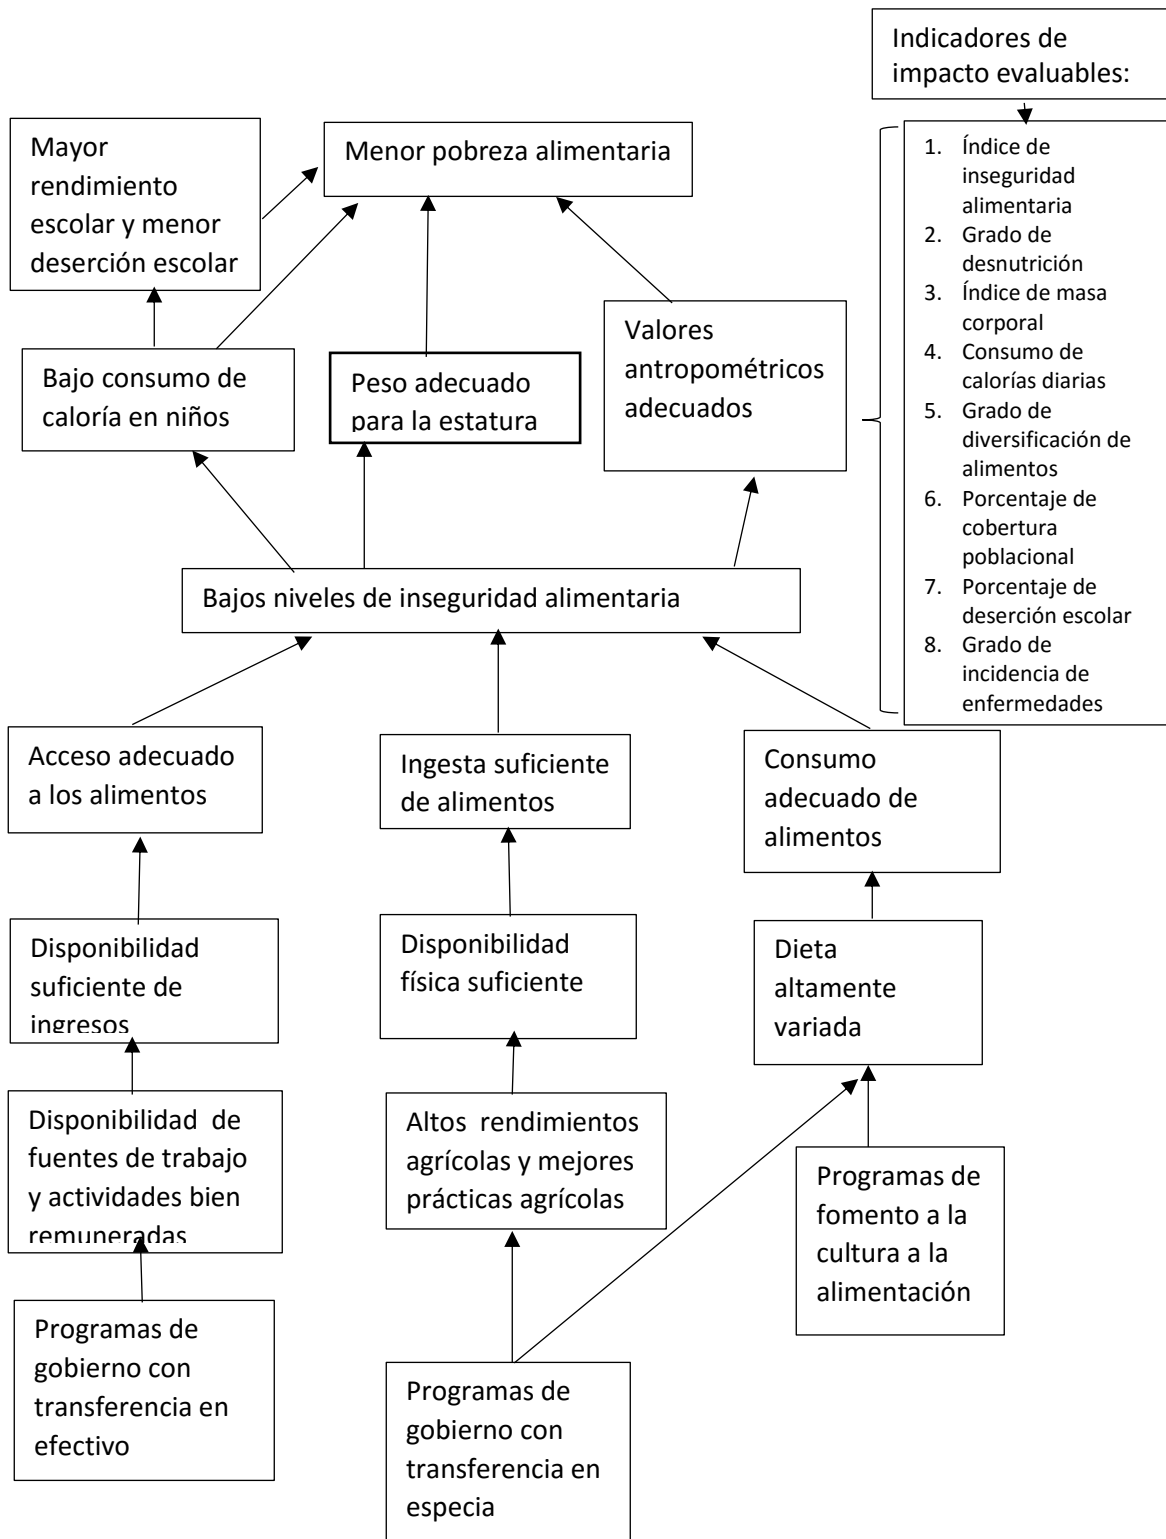 Indicadores de
impacto evaluables:
Mayor
rendimiento
escolar y menor
deserción escolar
Menor pobreza alimentaria
1. Índice de
inseguridad
alimentaria
2. Grado de
desnutrición
3. Índice de masa
corporal
4. Consumo de
calorías diarias
5. Grado de
diversificación de
alimentos
6. Porcentaje de
cobertura
poblacional
7. Porcentaje de
deserción escolar
8. Grado de
incidencia de
enfermedades
Bajo consumo de
caloría en niños
Peso adecuado
para la estatura
Valores
antropométricos
adecuados
Bajos niveles de inseguridad alimentaria
Acceso adecuado
a los alimentos
Ingesta suficiente
de alimentos
Consumo
adecuado de
alimentos
Disponibilidad
suficiente de
ingresos
Disponibilidad
física suficiente
Dieta
altamente
variada
Disponibilidad  de
fuentes de trabajo
y actividades bien
remuneradas
Altos  rendimientos
agrícolas y mejores
prácticas agrícolas
Programas de
fomento a la
cultura a la
alimentación
Programas de
gobierno con
transferencia en
efectivo
Programas de
gobierno con
transferencia en
especia